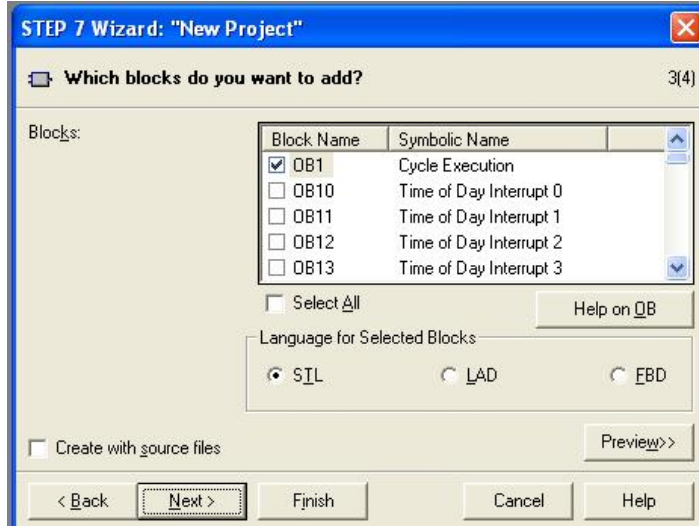 STEP 7 Wizard: "New Project"
Which blocks do you want to add? 3(4)
Blocks:
Block Name Symbolic Name
OB1 Cycle Execution
OB10 Time of Day Interrupt 0
OB11 Time of Day Interrupt 1
OB12 Time of Day Interrupt 2
OB13 Time of Day Interrupt 3
Select All Help on OB
Language for Selected Blocks
STL LAD FBD
Create with source files Preview>>
< Back Next > Finish Cancel Help